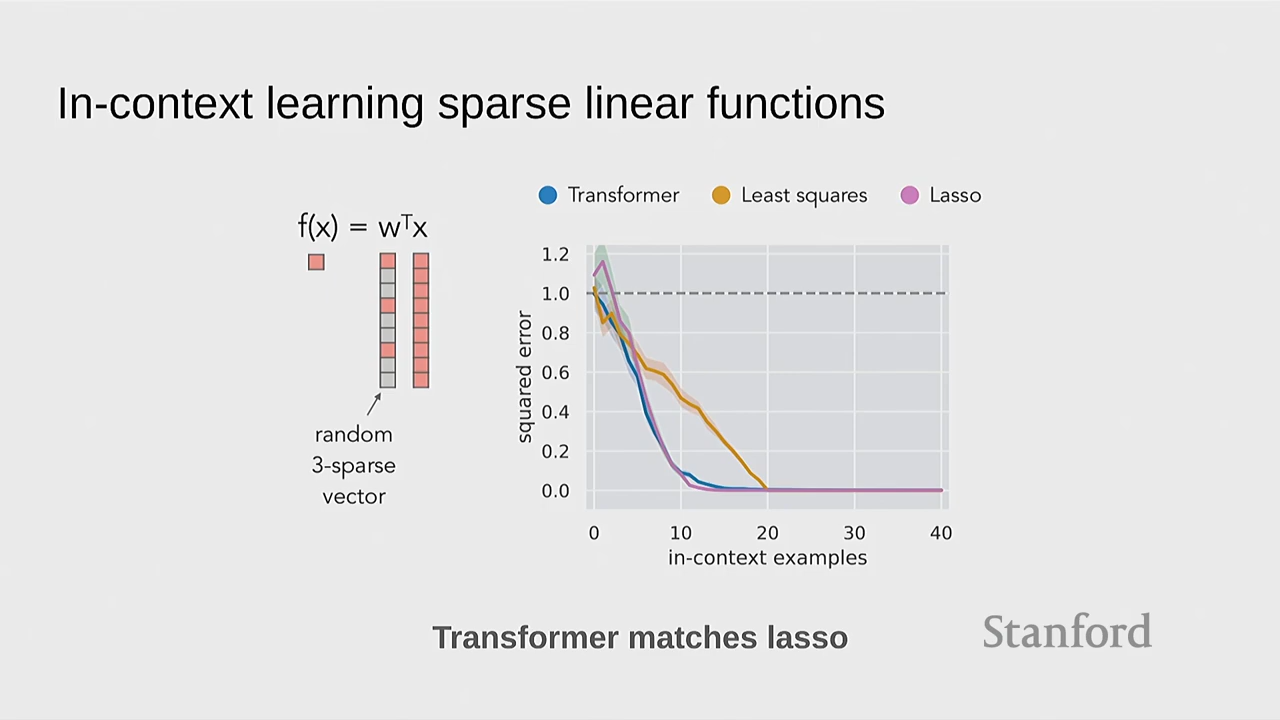 In-context learning sparse linear functions
Transformer
Least squares
Lasso
f(x) = wᵀx
random
3-sparse
vector
squared error
1.2
1.0
0.8
0.6
0.4
0.2
0.0
0
10
20
30
40
in-context examples
Transformer matches lasso
Stanford